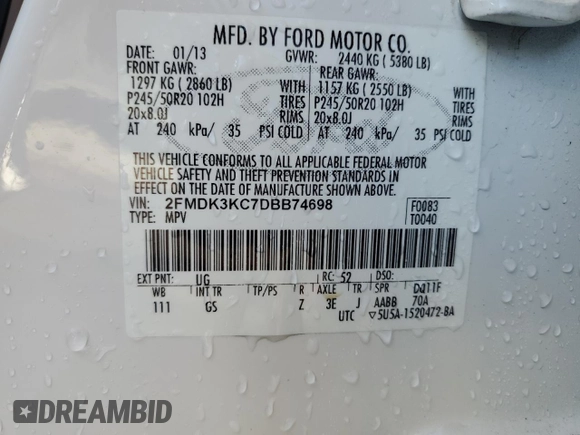 MFD. BY FORD MOTOR CO.
DATE: 01/13 GVWR: 2440 KG ( 5380 LB)
FRONT GAWR: REAR GAWR:
1297 KG ( 2860 LB) WITH 1157 KG ( 2550 LB) WITH
P245/50R20 102H TIRES P245/50R20 102H TIRES
20x8.0J RIMS 20x8.0J RIMS
AT 240 kPa/ 35 PSI COLD AT 240 kPa/ 35 PSI COLD
THIS VEHICLE CONFORMS TO ALL APPLICABLE FEDERAL MOTOR
VEHICLE SAFETY AND THEFT PREVENTION STANDARDS IN
EFFECT ON THE DATE OF MANUFACTURE SHOWN ABOVE.
VIN: 2FMDK3KC7DBB74698 F0083
TYPE: MPV T0040
EXT PNT: UG RC: 52 DSO:
WB INT TR TP/PS R AXLE TR SPR
111 GS Z 3E J AABB 70A
UTC ▽5USA-1520472-BA
Ford
DREAMBID